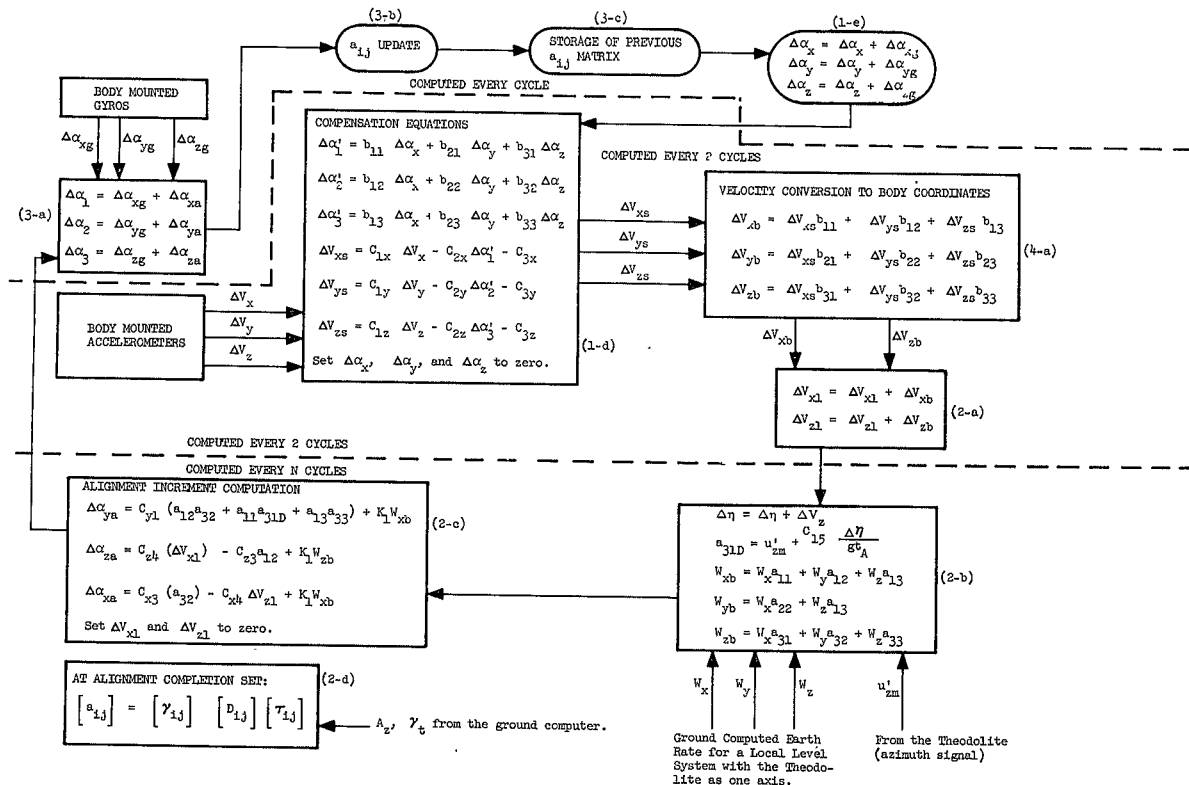 (3-b)
a_ij UPDATE
(3-c)
STORAGE OF PREVIOUS
a_ij MATRIX
(1-e)
Δα_x = Δα_x + Δα_xg
Δα_y = Δα_y + Δα_yg
Δα_z = Δα_z + Δα_zg
COMPUTED EVERY CYCLE
BODY MOUNTED
GYROS
Δα_xg Δα_yg Δα_zg
(3-a)
Δα_1 = Δα_xg + Δα_xa
Δα_2 = Δα_yg + Δα_ya
Δα_3 = Δα_zg + Δα_za
COMPENSATION EQUATIONS
Δα'_1 = b_11 Δα_x + b_21 Δα_y + b_31 Δα_z
Δα'_2 = b_12 Δα_x + b_22 Δα_y + b_32 Δα_z
Δα'_3 = b_13 Δα_x + b_23 Δα_y + b_33 Δα_z
ΔV_xs = C_1x ΔV_x - C_2x Δα'_1 - C_3x
ΔV_ys = C_1y ΔV_y - C_2y Δα'_2 - C_3y
ΔV_zs = C_1z ΔV_z - C_2z Δα'_3 - C_3z
Set Δα_x, Δα_y, and Δα_z to zero.
(1-d)
BODY MOUNTED
ACCELEROMETERS
ΔV_x
ΔV_y
ΔV_z
COMPUTED EVERY 2 CYCLES
ΔV_xs
ΔV_ys
ΔV_zs
VELOCITY CONVERSION TO BODY COORDINATES
ΔV_xb = ΔV_xs b_11 + ΔV_ys b_12 + ΔV_zs b_13
ΔV_yb = ΔV_xs b_21 + ΔV_ys b_22 + ΔV_zs b_23
ΔV_zb = ΔV_xs b_31 + ΔV_ys b_32 + ΔV_zs b_33
(4-a)
ΔV_xb ΔV_zb
ΔV_x1 = ΔV_x1 + ΔV_xb
ΔV_z1 = ΔV_z1 + ΔV_zb
(2-a)
COMPUTED EVERY 2 CYCLES
COMPUTED EVERY N CYCLES
ALIGNMENT INCREMENT COMPUTATION
Δα_ya = C_y1 (a_12 a_32 + a_11 a_31D + a_13 a_33) + K_1 W_xb
Δα_za = C_z4 (ΔV_x1) - C_z3 a_12 + K_1 W_zb
Δα_xa = C_x3 (a_32) - C_x4 ΔV_z1 + K_1 W_xb
Set ΔV_x1 and ΔV_z1 to zero.
(2-c)
Δη = Δη + ΔV_z
a_31D = u'_zm + C_15 Δη / gt_A
W_xb = W_x a_11 + W_y a_12 + W_z a_13
W_yb = W_x a_22 + W_z a_13
W_zb = W_x a_31 + W_y a_32 + W_z a_33
(2-b)
W_x W_y W_z u'_zm
AT ALIGNMENT COMPLETION SET:
[a_ij] = [γ_ij] [D_ij] [τ_ij]
(2-d)
A_z, γ_t from the ground computer.
Ground Computed Earth
Rate for a Local Level
System with the Theodo-
lite as one axis.
From the Theodolite
(azimuth signal)